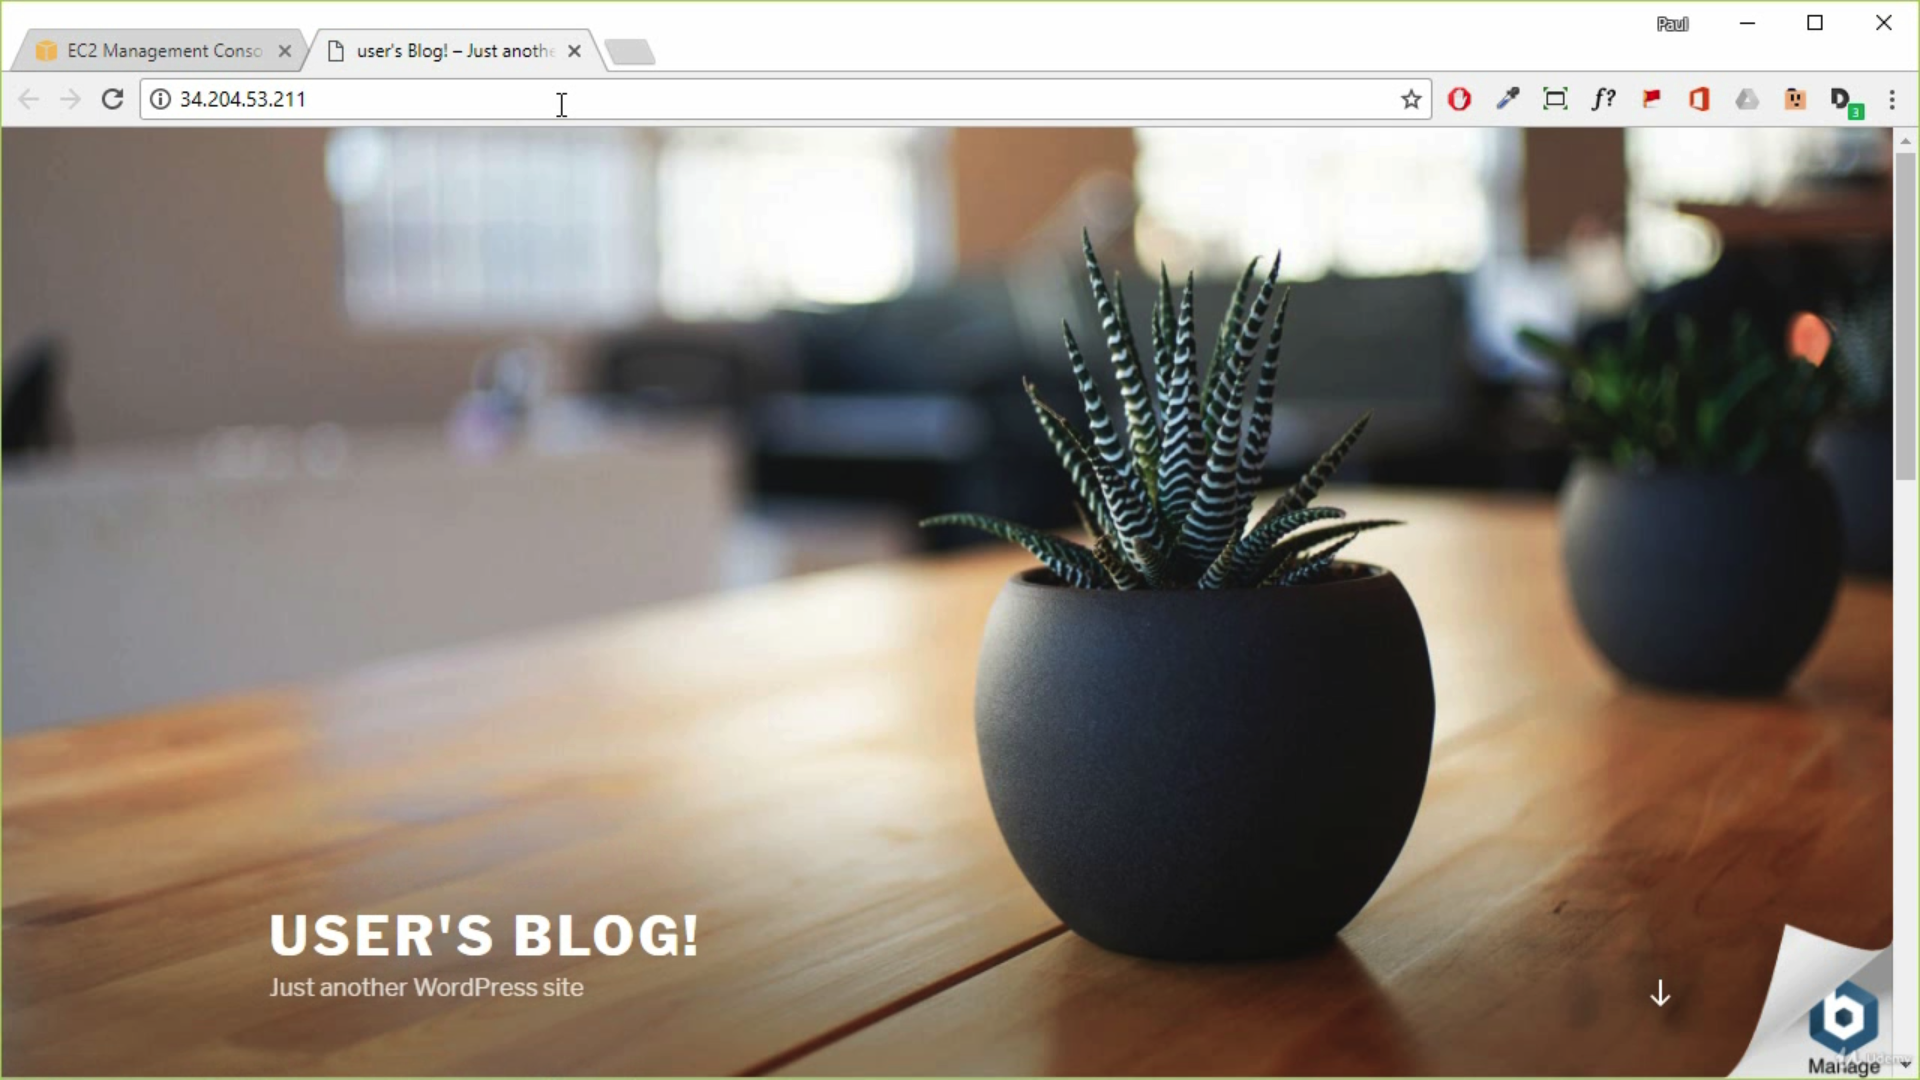 Paul
EC2 Management Conso
user's Blog! – Just anothe
34.204.53.211
f?
D
3
USER'S BLOG!
Just another WordPress site
b
Manage
Udemy